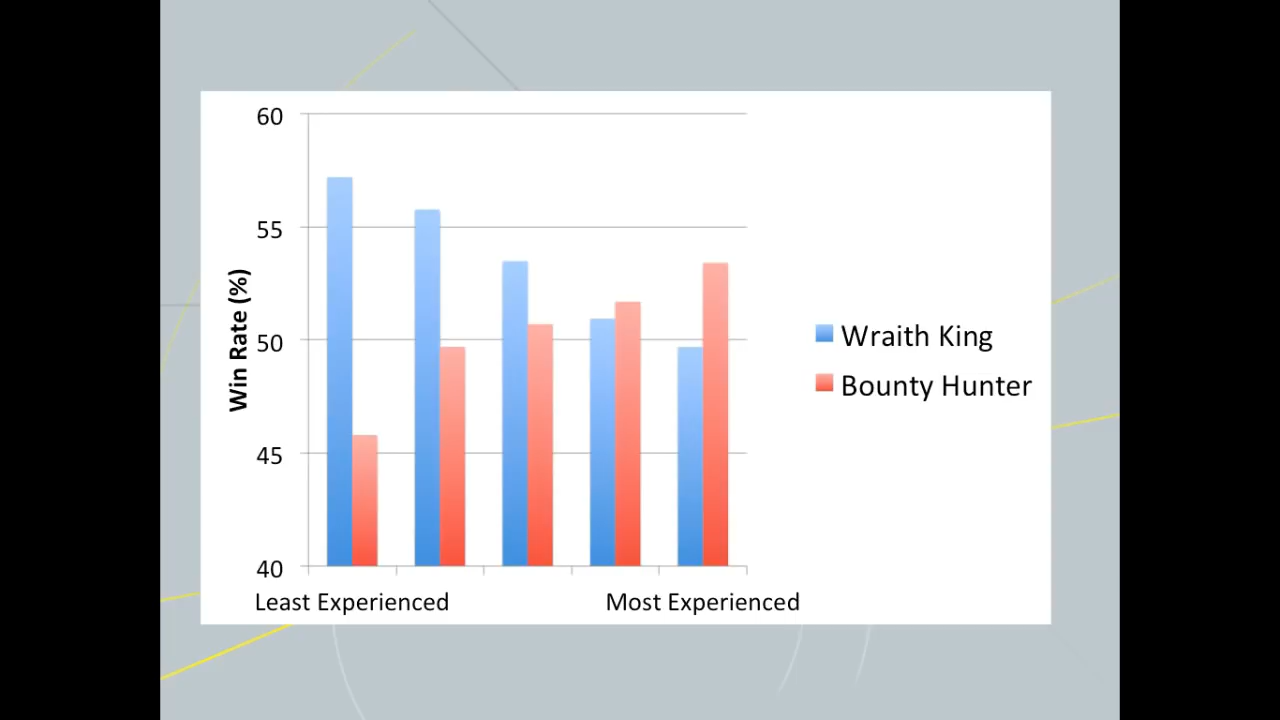 60
55
50
45
40
Win Rate (%)
Least Experienced
Most Experienced
Wraith King
Bounty Hunter